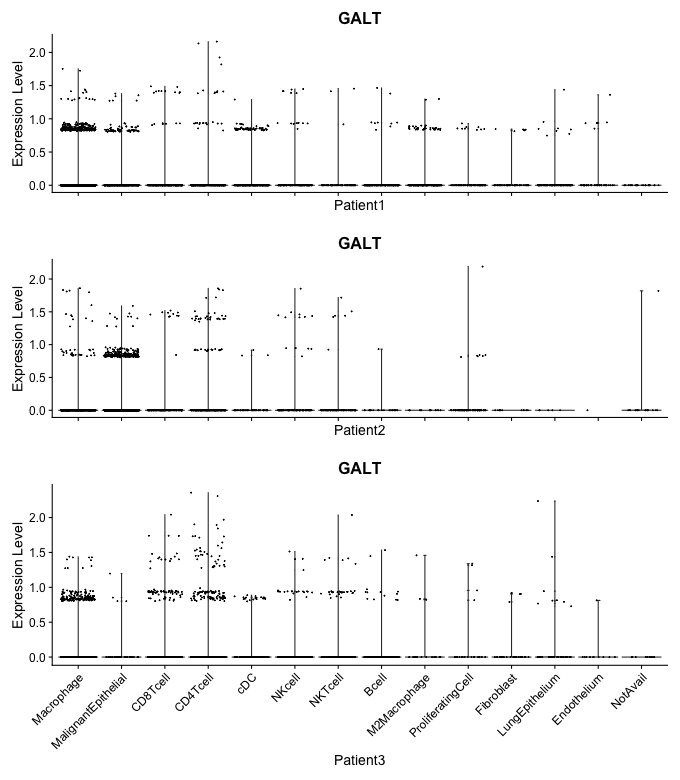 GALT
Expression Level
2.0
1.5
1.0
0.5
0.0
Patient1
GALT
Expression Level
2.0
1.5
1.0
0.5
0.0
Patient2
GALT
Expression Level
2.0
1.5
1.0
0.5
0.0
Macrophage
MalignantEpithelial
CD8Tcell
CD4Tcell
cDC
NKcell
NKTcell
Bcell
M2Macrophage
ProliferatingCell
Fibroblast
LungEpithelium
Endothelium
NotAvail
Patient3